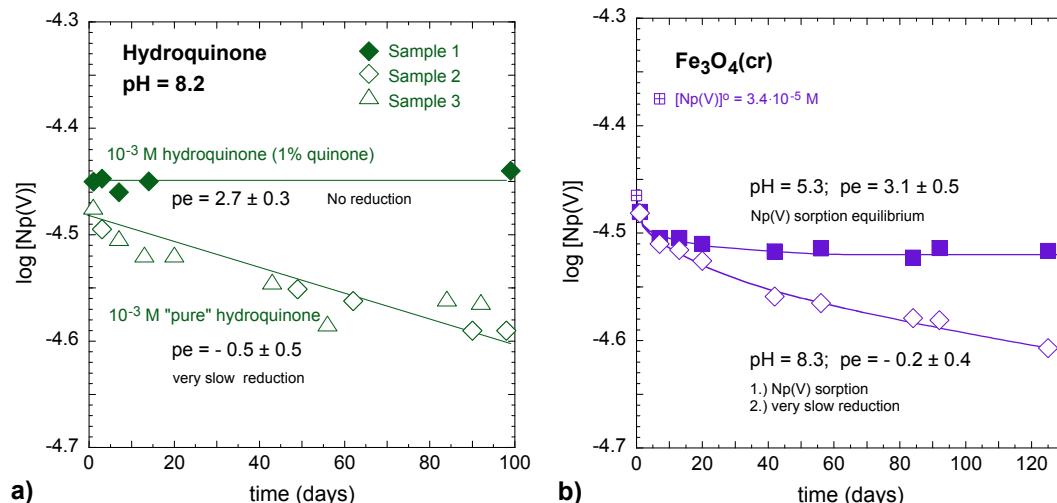 -4.3
-4.4
-4.5
-4.6
-4.7
log [Np(V)]
Hydroquinone
pH = 8.2
Sample 1
Sample 2
Sample 3
10⁻³ M hydroquinone (1% quinone)
pe = 2.7 ± 0.3 No reduction
10⁻³ M "pure" hydroquinone
pe = - 0.5 ± 0.5
very slow reduction
0 20 40 60 80 100
time (days)
a)
-4.3
-4.4
-4.5
-4.6
-4.7
log [Np(V)]
Fe₃O₄(cr)
[Np(V)]º = 3.4·10⁻⁵ M
pH = 5.3; pe = 3.1 ± 0.5
Np(V) sorption equilibrium
pH = 8.3; pe = - 0.2 ± 0.4
1.) Np(V) sorption
2.) very slow reduction
0 20 40 60 80 100 120
time (days)
b)